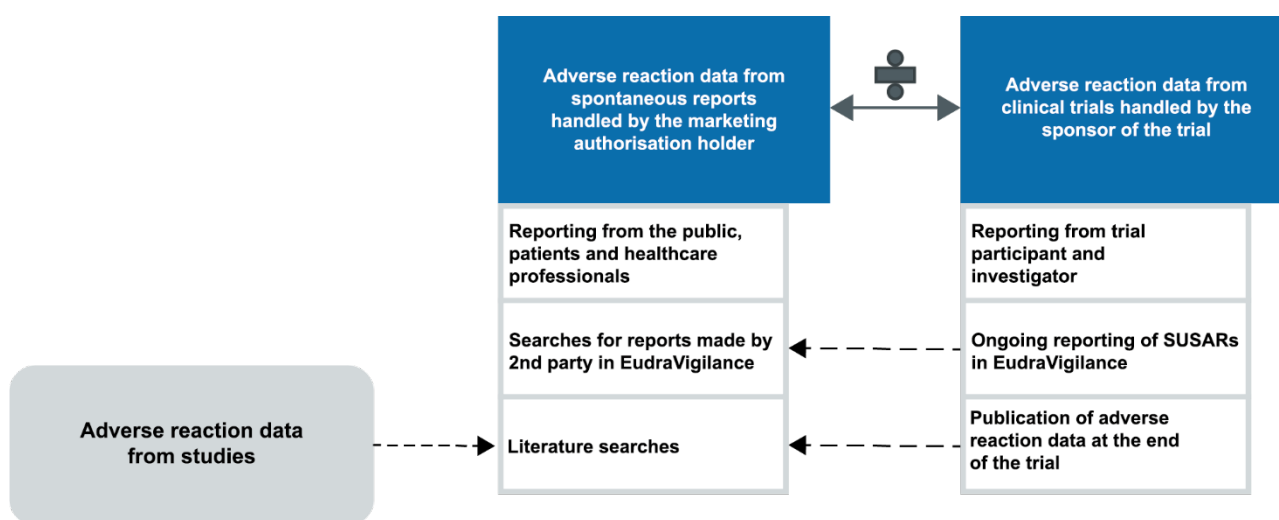 Adverse reaction data from
spontaneous reports
handled by the marketing
authorisation holder
Adverse reaction data from
clinical trials handled by the
sponsor of the trial
Reporting from the public,
patients and healthcare
professionals
Reporting from trial
participant and
investigator
Searches for reports made by
2nd party in EudraVigilance
Ongoing reporting of SUSARs
in EudraVigilance
Adverse reaction data
from studies
Literature searches
Publication of adverse
reaction data at the end
of the trial